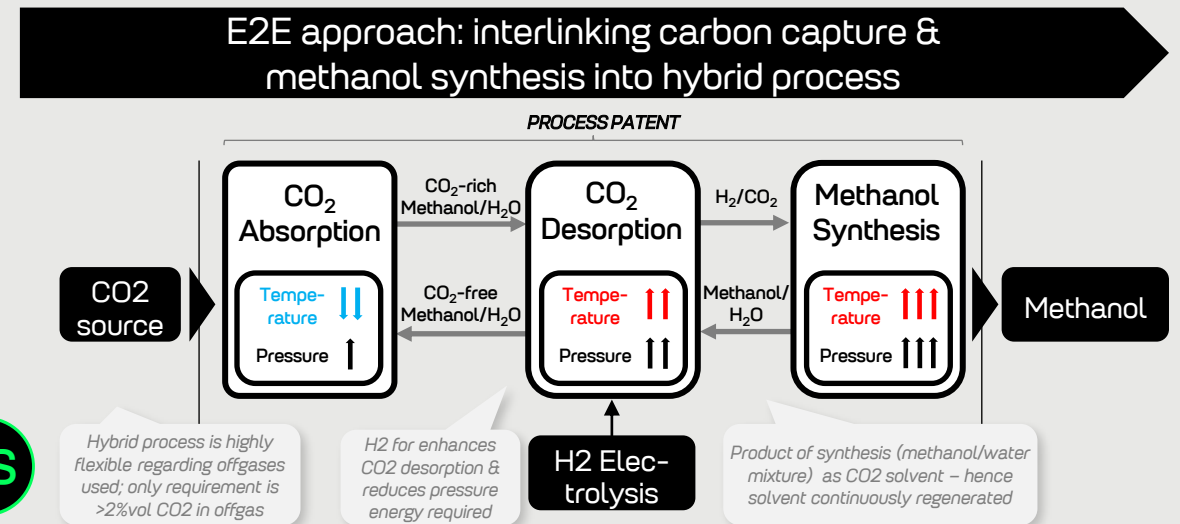 E2E approach: interlinking carbon capture &
methanol synthesis into hybrid process
PROCESS PATENT
CO2
source
CO₂
Absorption
Tempe-
rature
Pressure
CO₂-rich
Methanol/H₂O
CO₂-free
Methanol/H₂O
CO₂
Desorption
Tempe-
rature
Pressure
H₂/CO₂
Methanol/
H₂O
Methanol
Synthesis
Tempe-
rature
Pressure
Methanol
H2 Elec-
trolysis
S
Hybrid process is highly
flexible regarding offgases
used; only requirement is
>2%vol CO2 in offgas
H2 for enhances
CO2 desorption &
reduces pressure
energy required
Product of synthesis (methanol/water
mixture) as CO2 solvent – hence
solvent continuously regenerated